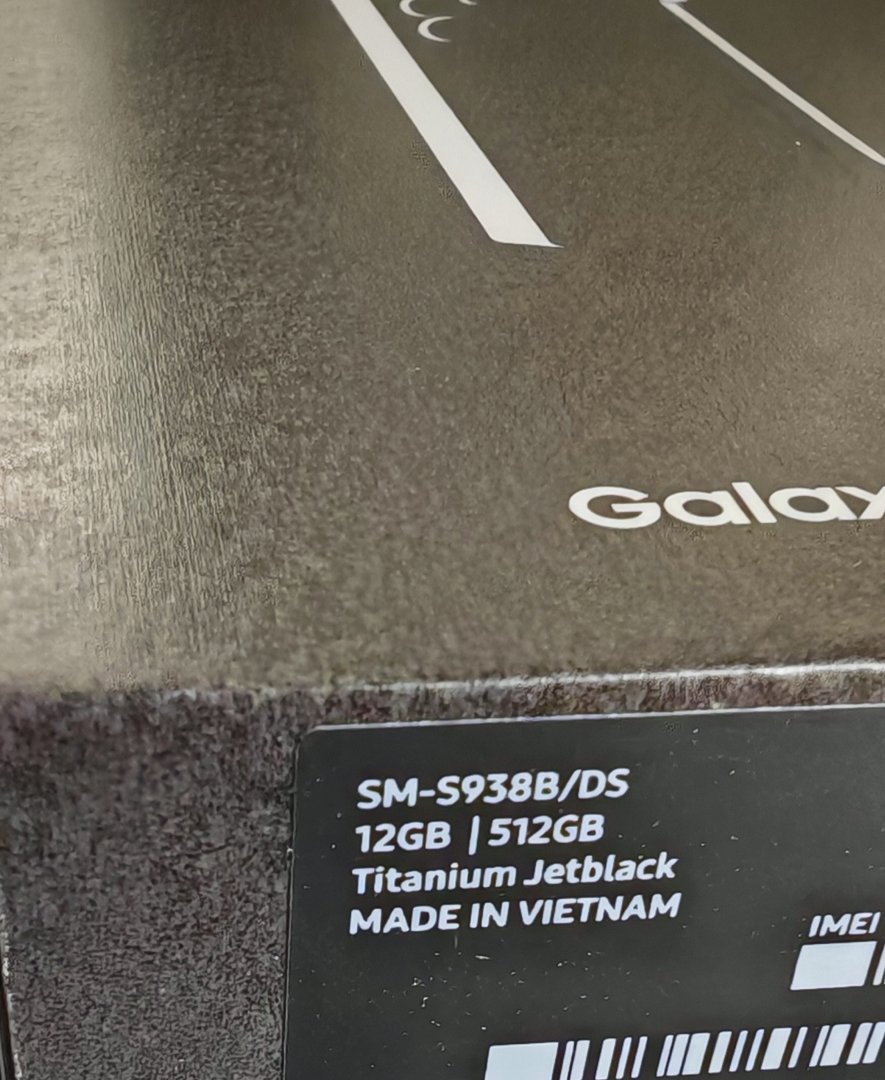 Galax
SM-S938B/DS
12GB | 512GB
Titanium Jetblack
MADE IN VIETNAM
IMEI